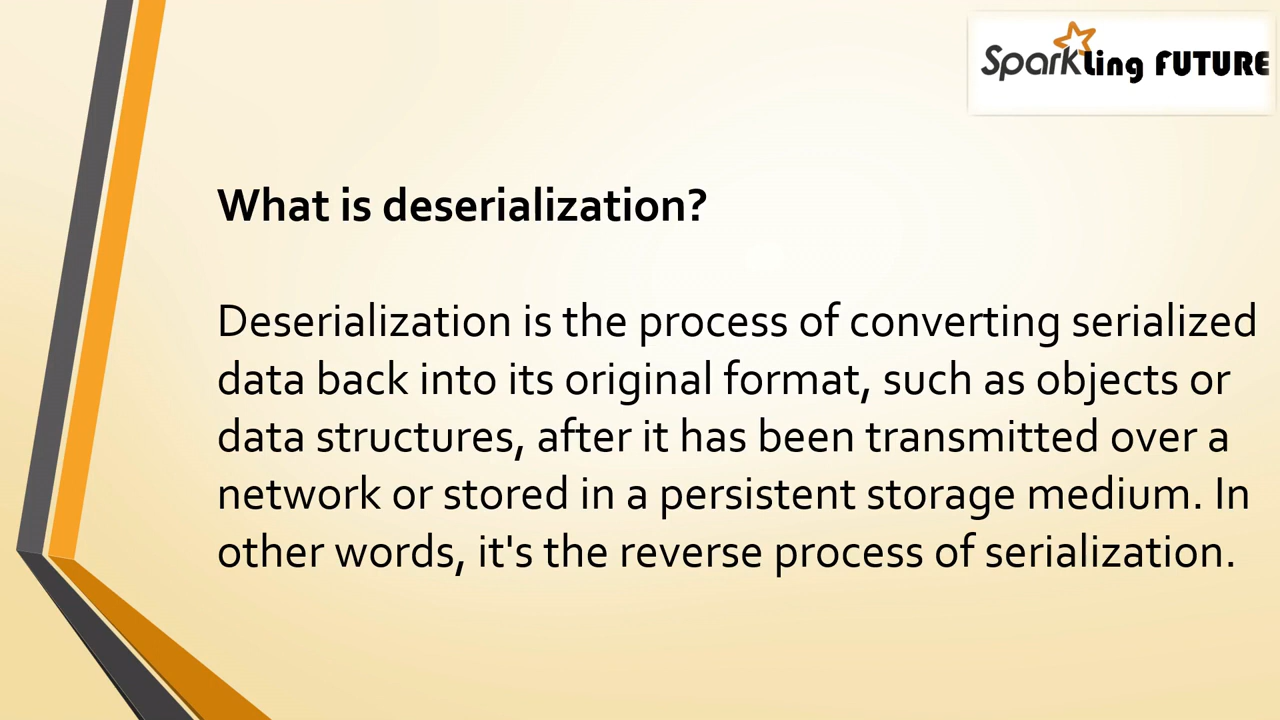 Sparkling FUTURE
What is deserialization?
Deserialization is the process of converting serialized
data back into its original format, such as objects or
data structures, after it has been transmitted over a
network or stored in a persistent storage medium. In
other words, it's the reverse process of serialization.